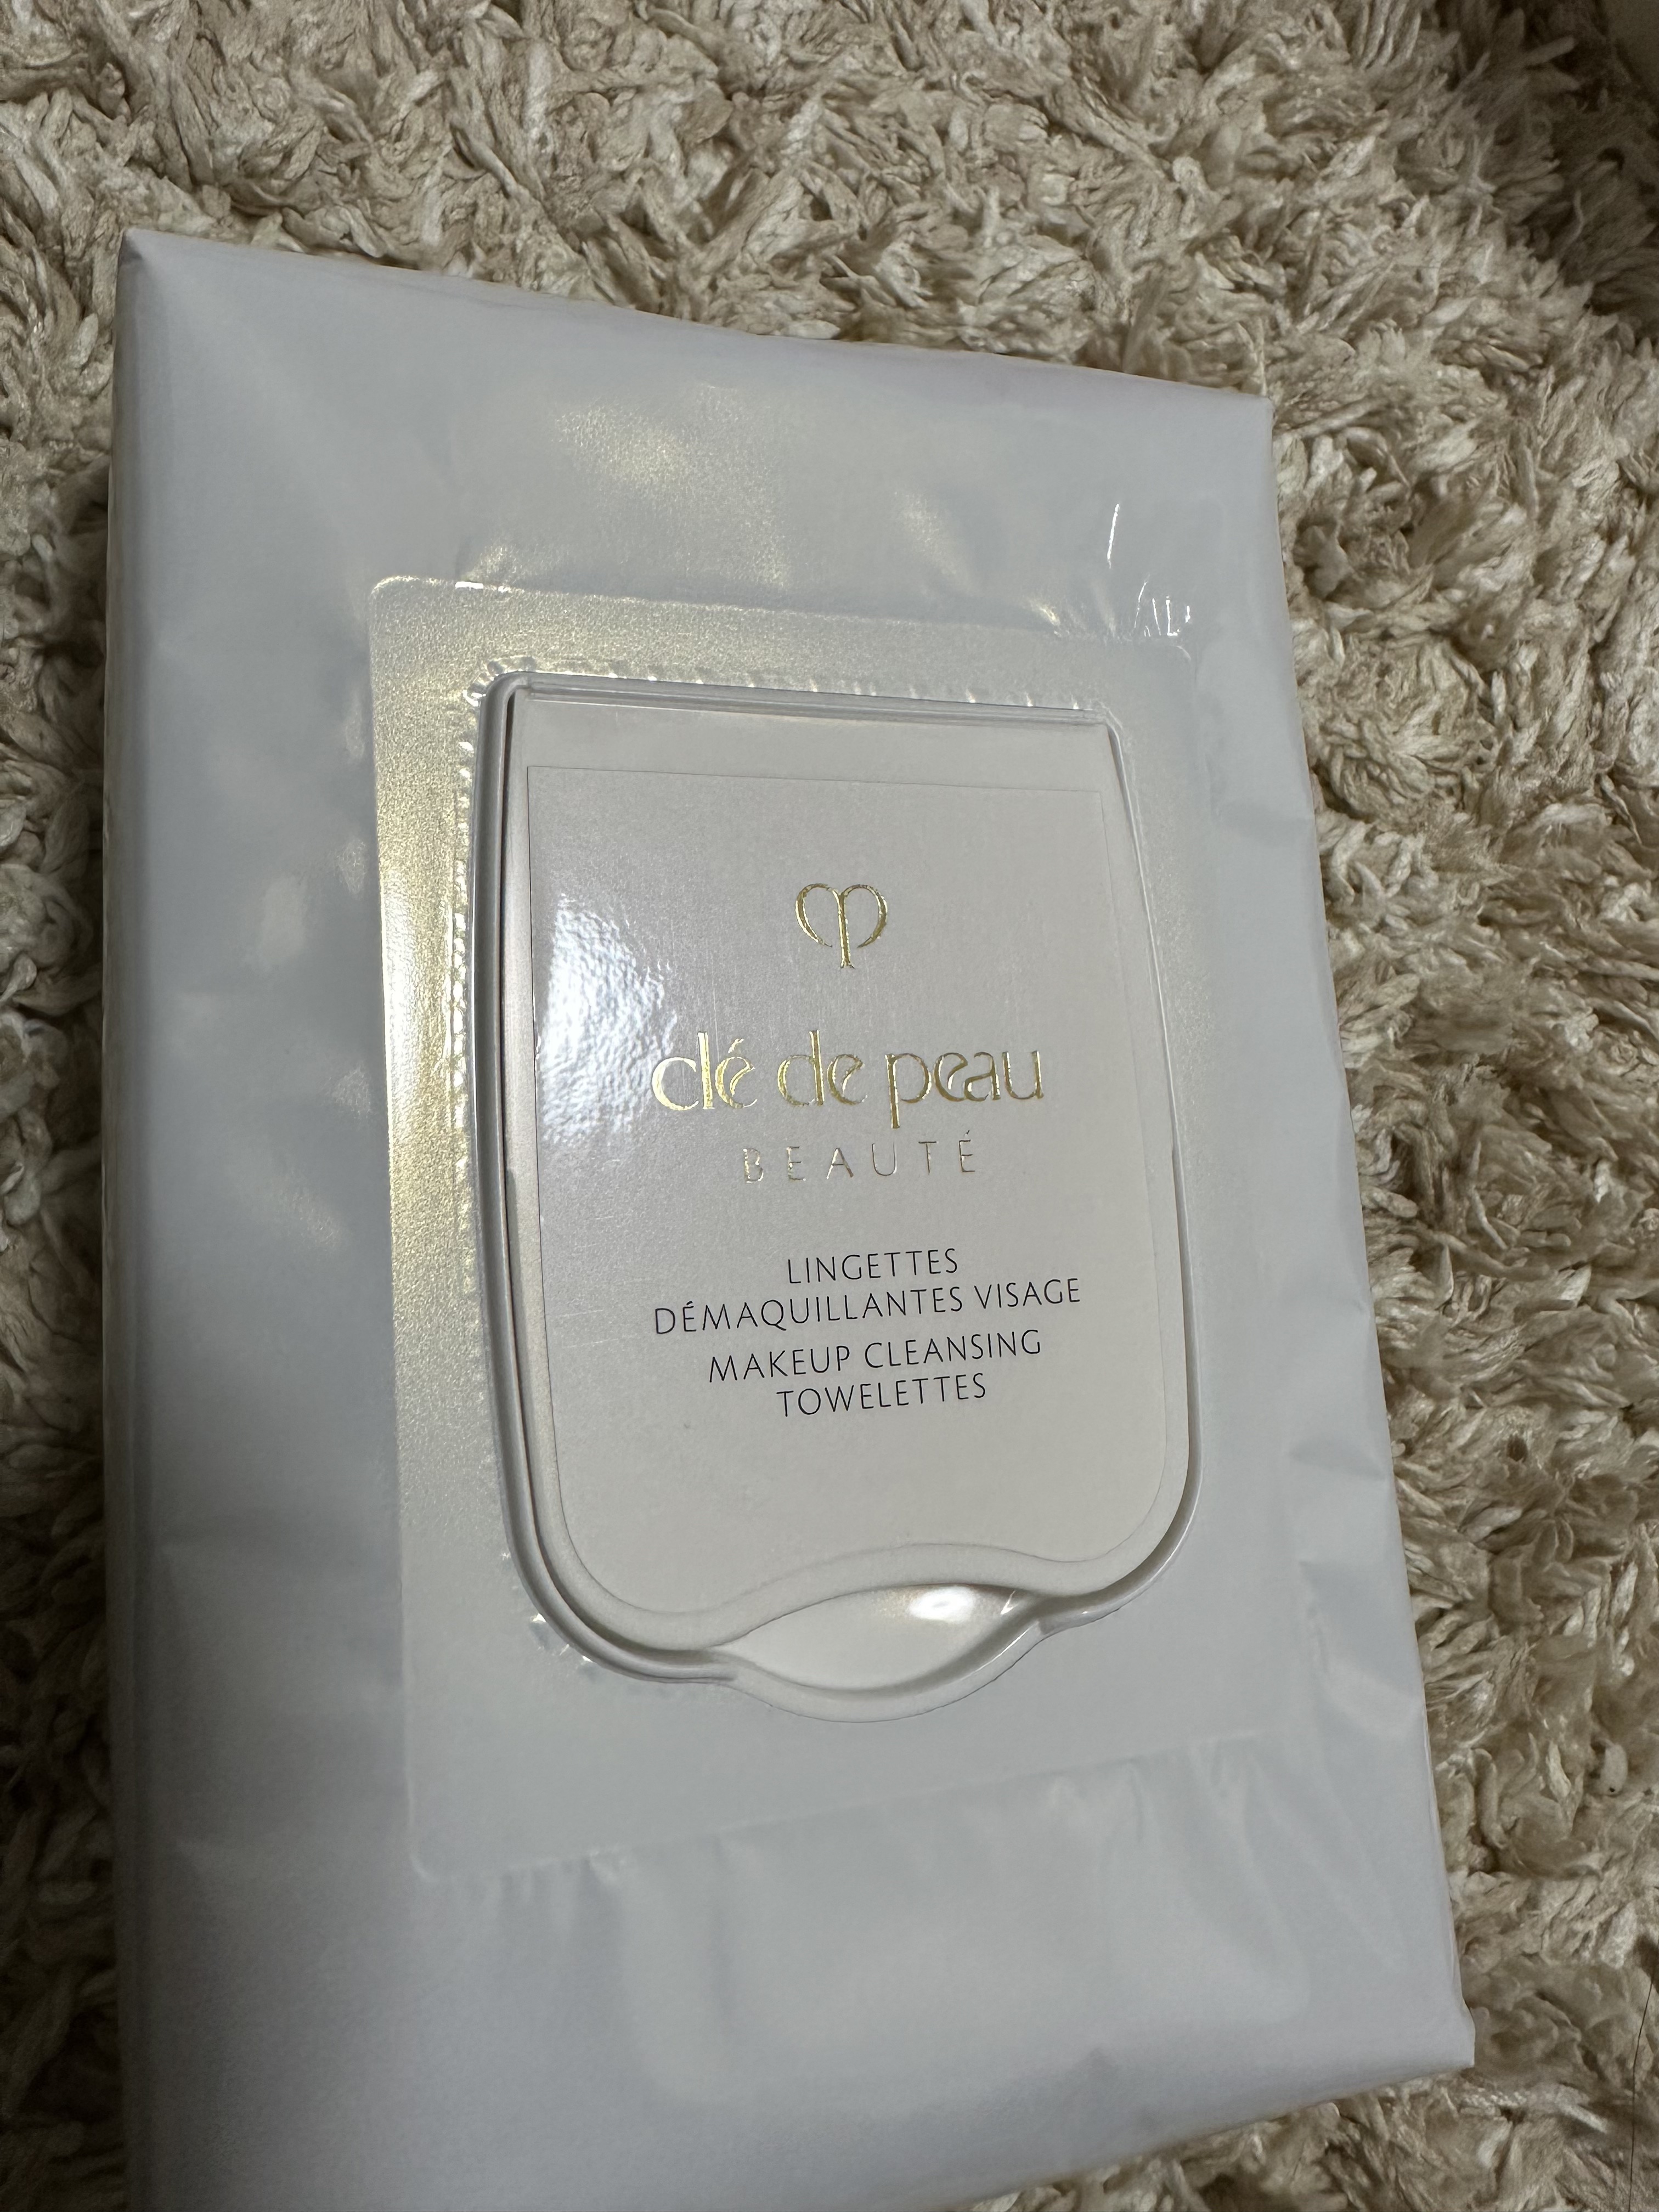 clé de peau
BEAUTÉ
LINGETTES
DÉMAQUILLANTES VISAGE
MAKEUP CLEANSING
TOWELETTES